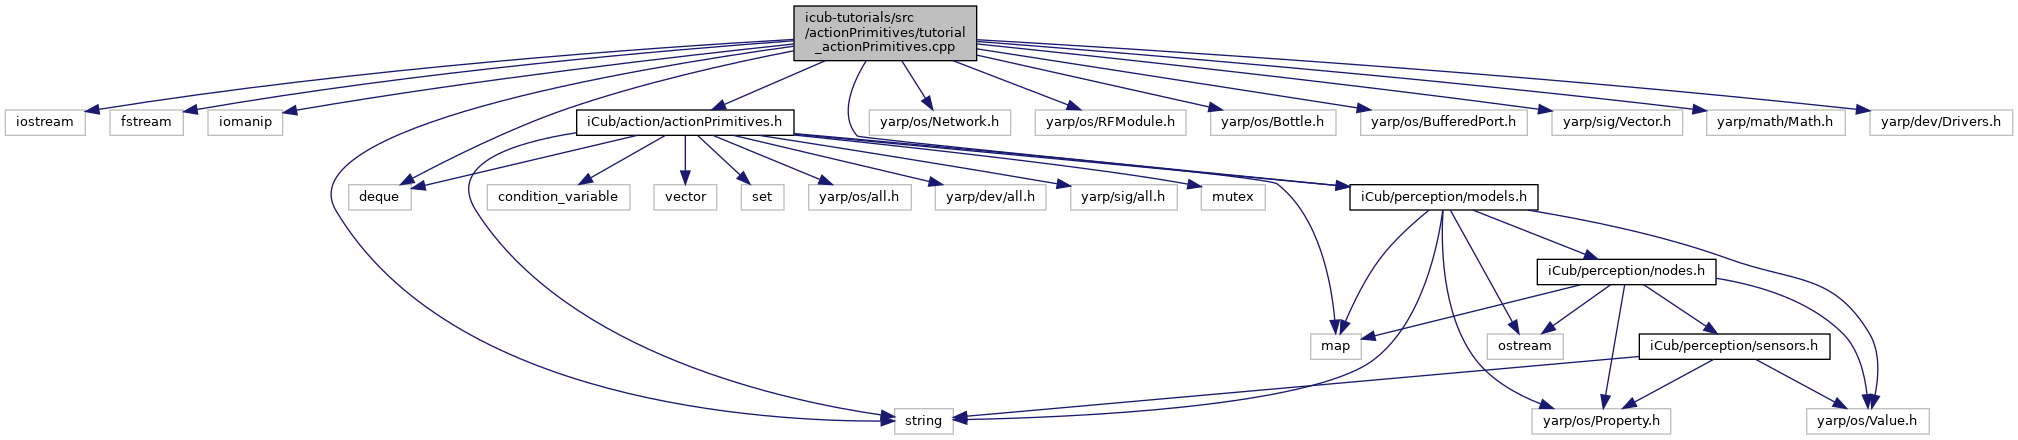 icub-tutorials/src
/actionPrimitives/tutorial
_actionPrimitives.cpp
iostream
fstream
iomanip
iCub/action/actionPrimitives.h
yarp/os/Network.h
yarp/os/RFModule.h
yarp/os/Bottle.h
yarp/os/BufferedPort.h
yarp/sig/Vector.h
yarp/math/Math.h
yarp/dev/Drivers.h
deque
condition_variable
vector
set
yarp/os/all.h
yarp/dev/all.h
yarp/sig/all.h
mutex
iCub/perception/models.h
iCub/perception/nodes.h
map
ostream
iCub/perception/sensors.h
string
yarp/os/Property.h
yarp/os/Value.h